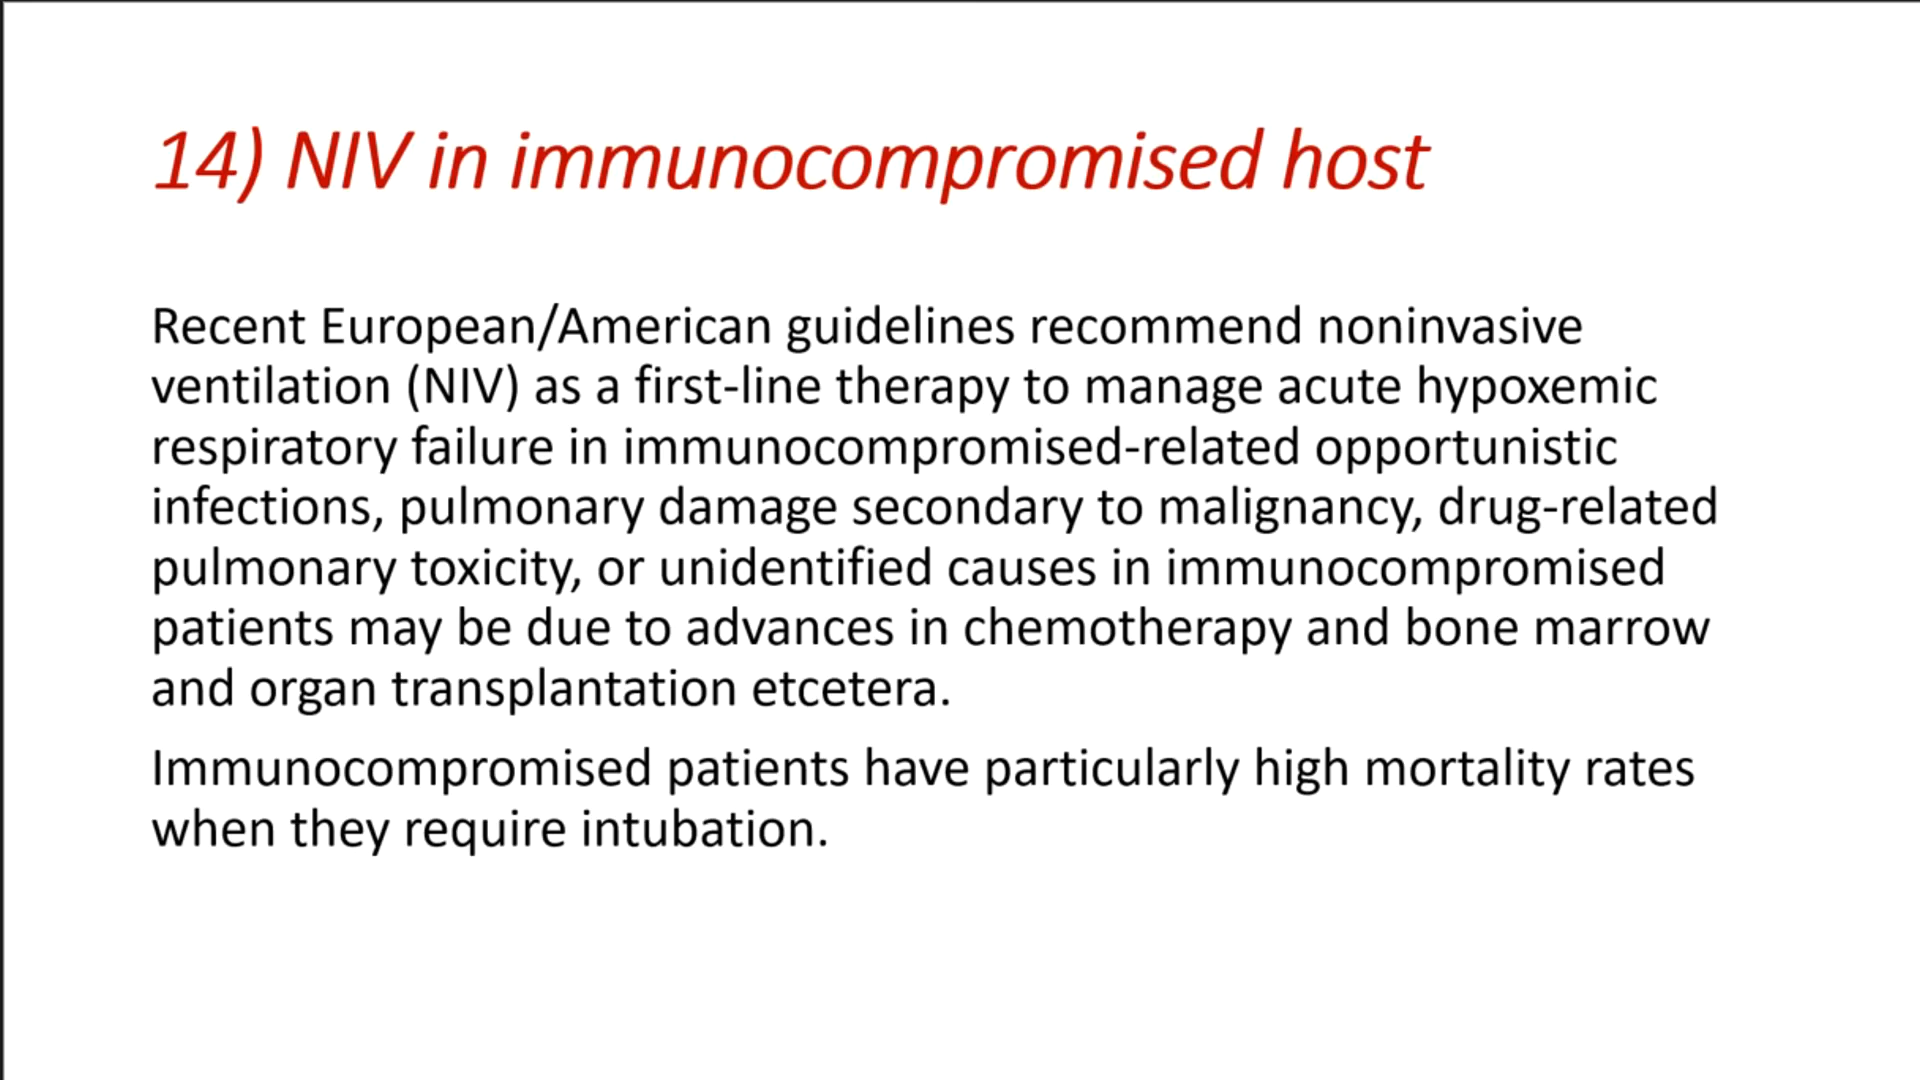 14) NIV in immunocompromised host
Recent European/American guidelines recommend noninvasive
ventilation (NIV) as a first-line therapy to manage acute hypoxemic
respiratory failure in immunocompromised-related opportunistic
infections, pulmonary damage secondary to malignancy, drug-related
pulmonary toxicity, or unidentified causes in immunocompromised
patients may be due to advances in chemotherapy and bone marrow
and organ transplantation etcetera.
Immunocompromised patients have particularly high mortality rates
when they require intubation.